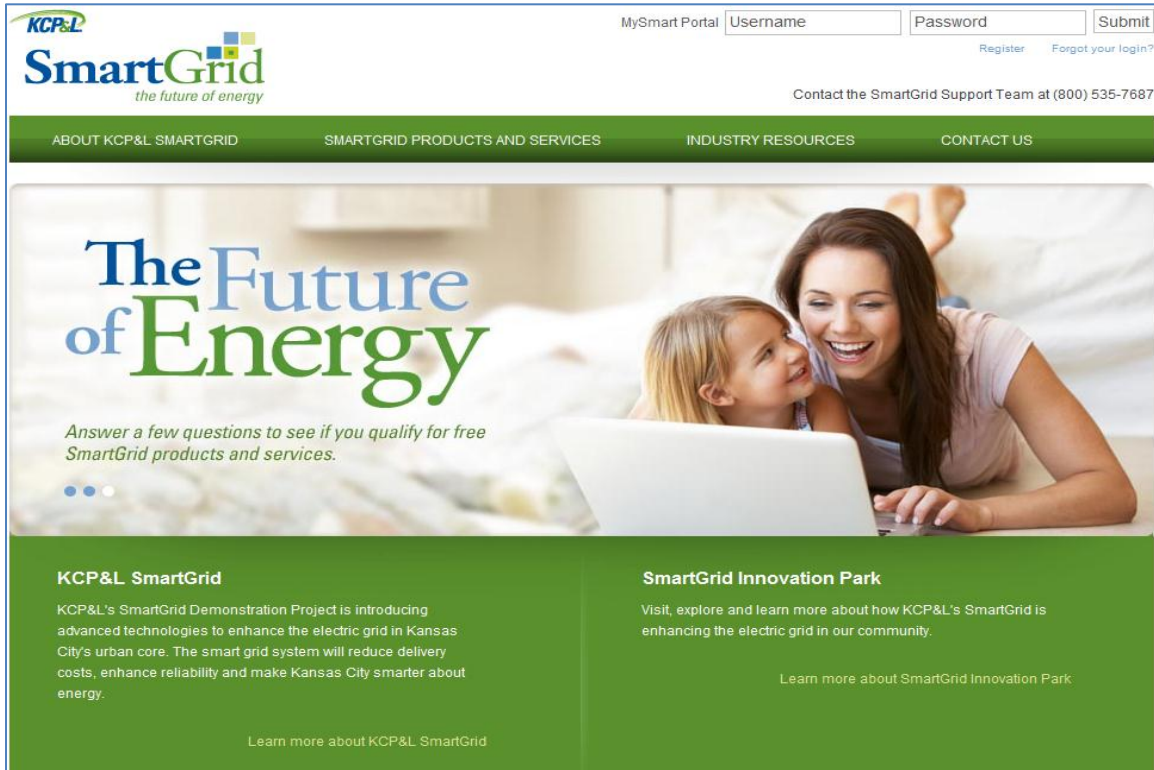 KCP&L
SmartGrid
the future of energy
MySmart Portal Username Password Submit
Register Forgot your login?
Contact the SmartGrid Support Team at (800) 535-7687
ABOUT KCP&L SMARTGRID SMARTGRID PRODUCTS AND SERVICES INDUSTRY RESOURCES CONTACT US
The Future
of Energy
Answer a few questions to see if you qualify for free
SmartGrid products and services.
KCP&L SmartGrid
KCP&L's SmartGrid Demonstration Project is introducing
advanced technologies to enhance the electric grid in Kansas
City's urban core. The smart grid system will reduce delivery
costs, enhance reliability and make Kansas City smarter about
energy.
Learn more about KCP&L SmartGrid
SmartGrid Innovation Park
Visit, explore and learn more about how KCP&L's SmartGrid is
enhancing the electric grid in our community.
Learn more about SmartGrid Innovation Park